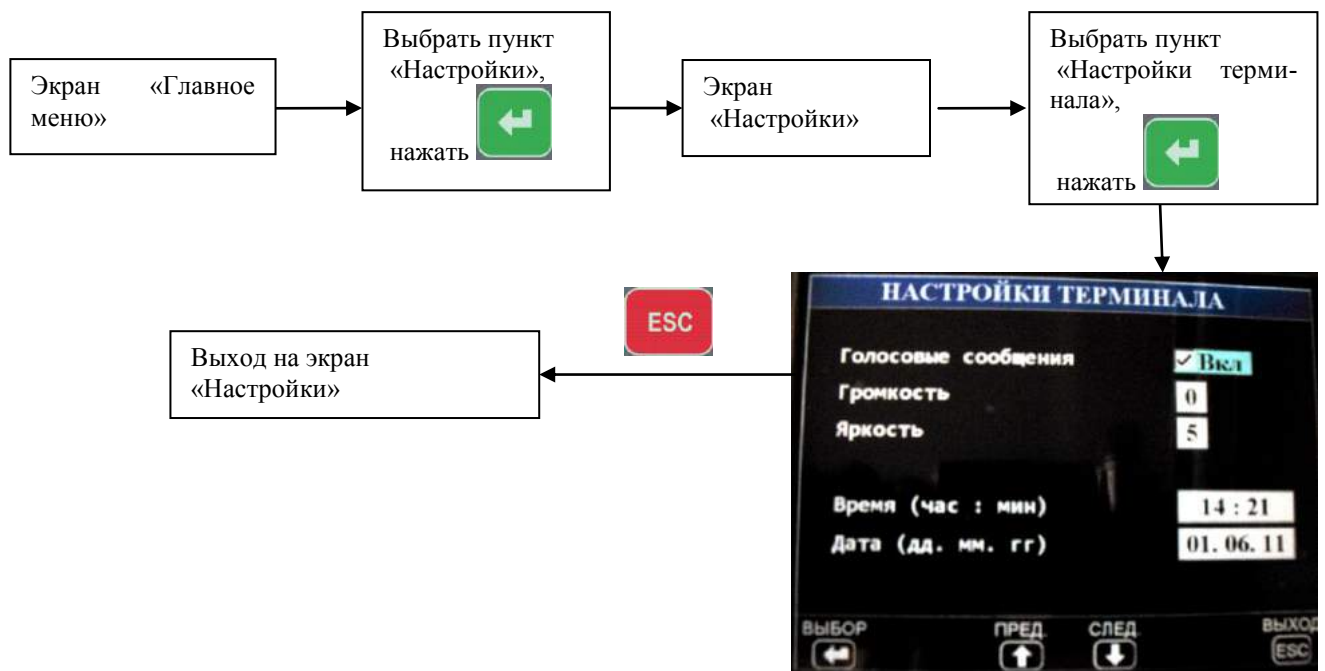 Экран «Главное
меню»
Выбрать пункт
«Настройки»,
нажать
Экран
«Настройки»
Выбрать пункт
«Настройки терми-
нала»,
нажать
ESC
Выход на экран
«Настройки»
НАСТРОЙКИ ТЕРМИНАЛА
Голосовые сообщения Вкл
Громкость 0
Яркость 5
Время (час : мин) 14 : 21
Дата (дд. мм. гг) 01. 06. 11
ВЫБОР ПРЕД. СЛЕД. ВЫХОД
ESC